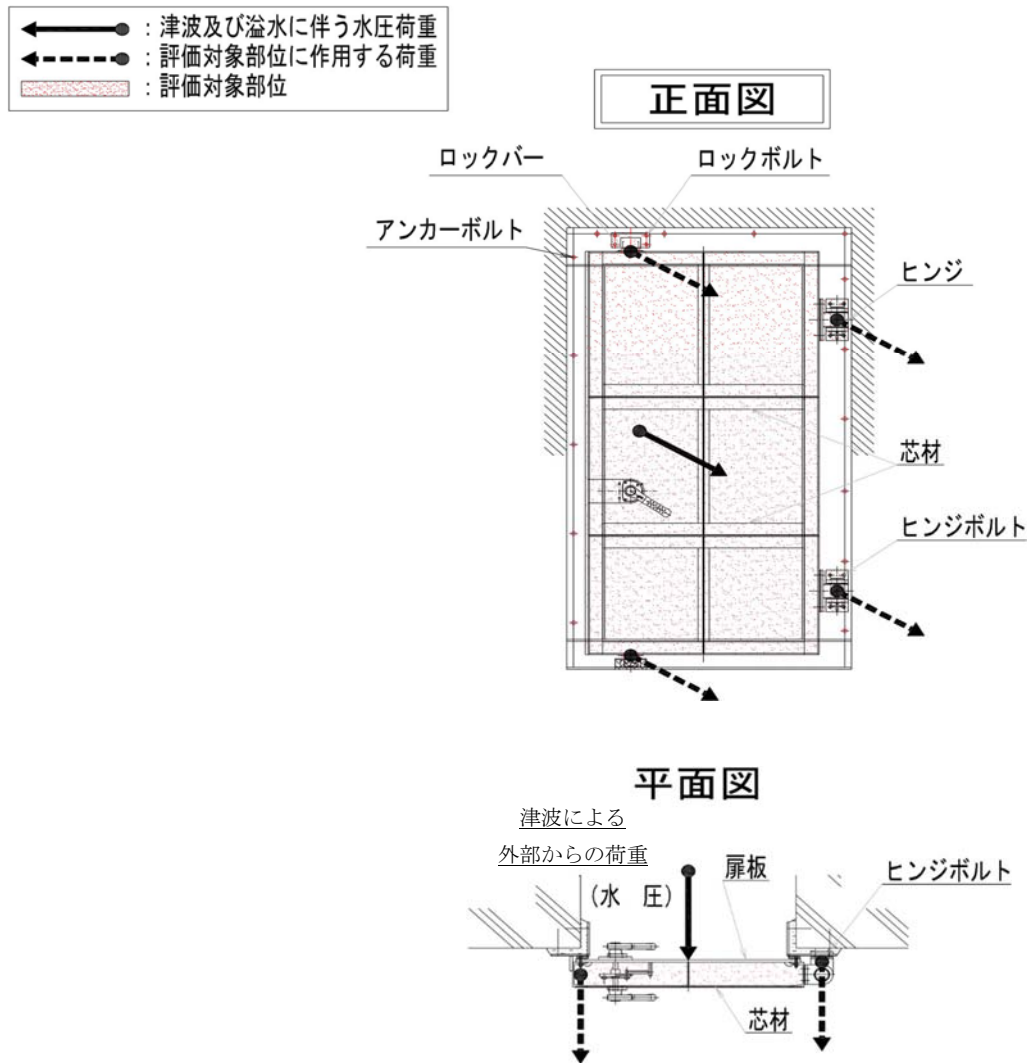 ：津波及び溢水に伴う水圧荷重
：評価対象部位に作用する荷重
：評価対象部位
正面図
ロックバー
ロックボルト
アンカーボルト
ヒンジ
芯材
ヒンジボルト
平面図
津波による
外部からの荷重
（水　圧）
扉板
ヒンジボルト
芯材